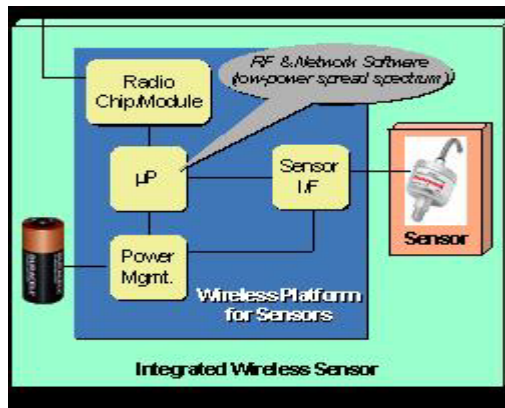 RF & Network Software
(low-power spread spectrum)
Radio
Chip/Module
µP
Sensor
I/F
Sensor
Power
Mgmt.
Wireless Platform
for Sensors
DURACELL
Integrated Wireless Sensor